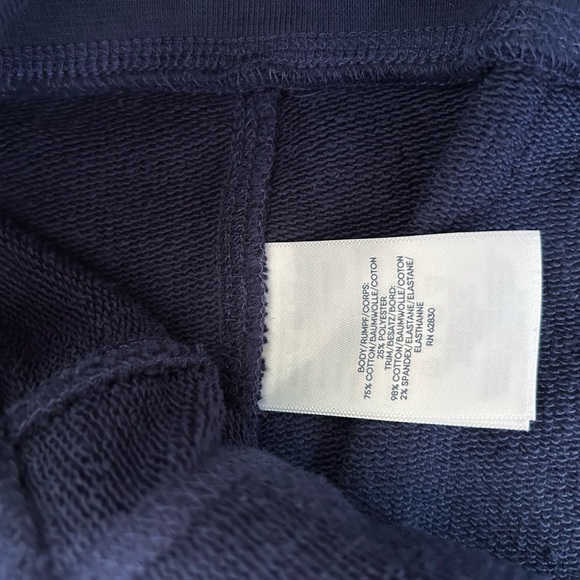 BODY/RUMPF/CORPS:
75% COTTON/BAUMWOLLE/COTON
25% POLYESTER
TRIM/BESATZ/BORD:
98% COTTON/BAUMWOLLE/COTON
2% SPANDEX/ELASTANE/ELASTAN/
ELASTHANNE
RN 62830